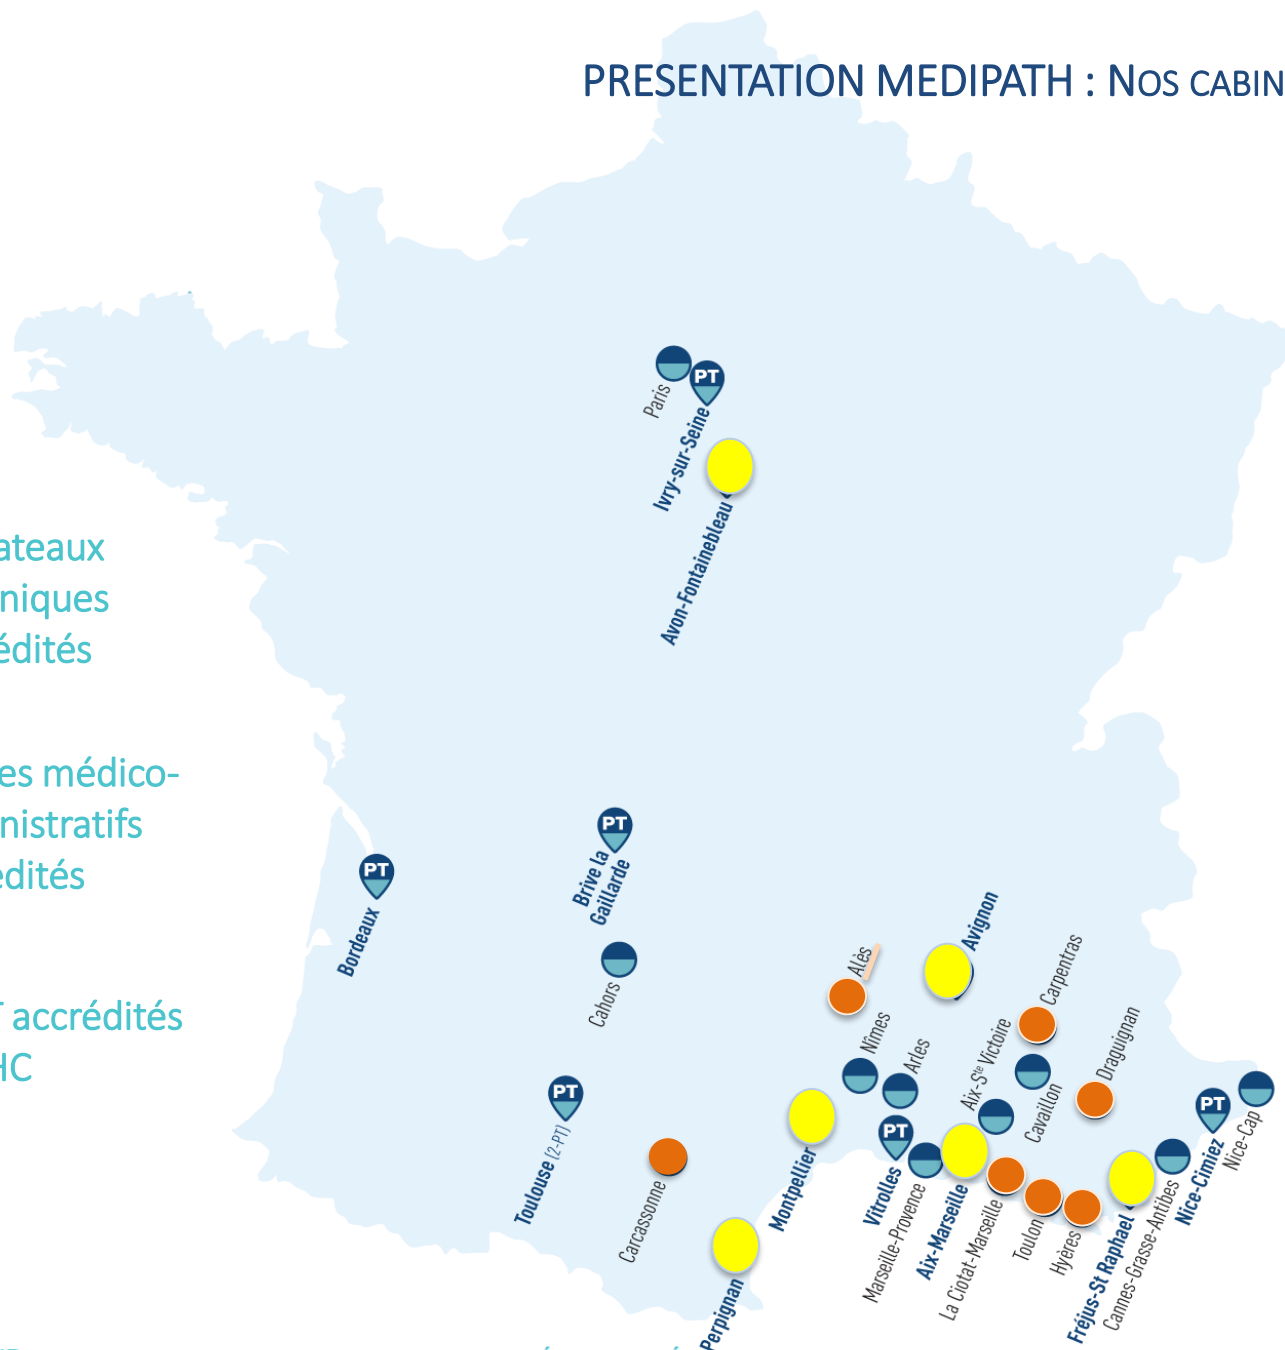 PRESENTATION MEDIPATH : NOS CABIN
PT
Paris
Ivry-sur-Seine
Avon-Fontainebleau
ateaux
niques
édités
es médico-
nistratifs
édités
T accrédités
HC
PT
Brive la
Gaillarde
PT
Bordeaux
Cahors
PT
Toulouse (2-PT)
Carcassonne
Perpignan
Montpellier
Alès
Nîmes
Arles
Avignon
Carpentras
Cavaillon
Aix-Ste Victoire
PT
Vitrolles
Marseille-Provence
Aix-Marseille
La Ciotat-Marseille
Toulon
Hyères
Draguignan
Fréjus-St Raphael
Cannes-Grasse-Antibes
PT
Nice-Cimiez
Nice-Cap